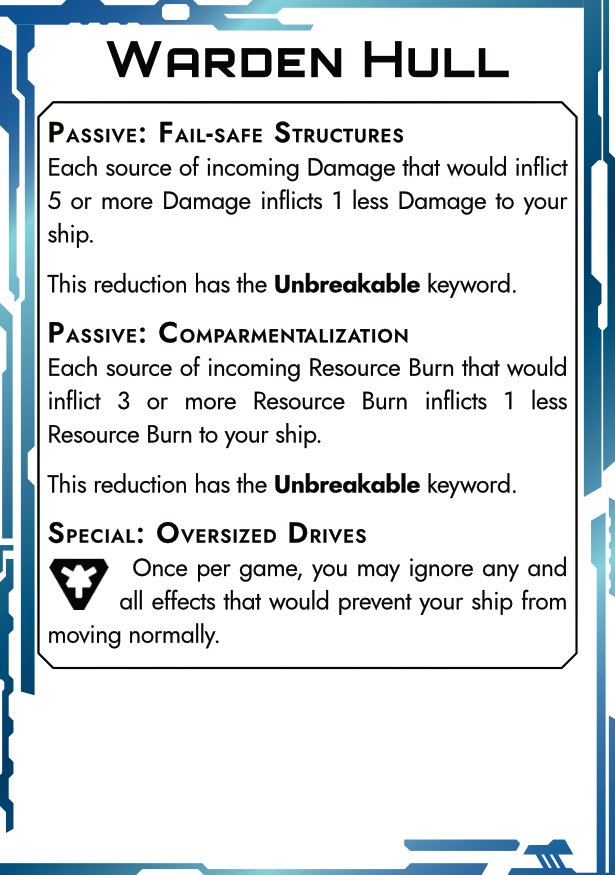 Warden Hull
Passive: Fail-safe Structures
Each source of incoming Damage that would inflict
5 or more Damage inflicts 1 less Damage to your
ship.
This reduction has the Unbreakable keyword.
Passive: Comparmentalization
Each source of incoming Resource Burn that would
inflict 3 or more Resource Burn inflicts 1 less
Resource Burn to your ship.
This reduction has the Unbreakable keyword.
Special: Oversized Drives
Once per game, you may ignore any and
all effects that would prevent your ship from
moving normally.